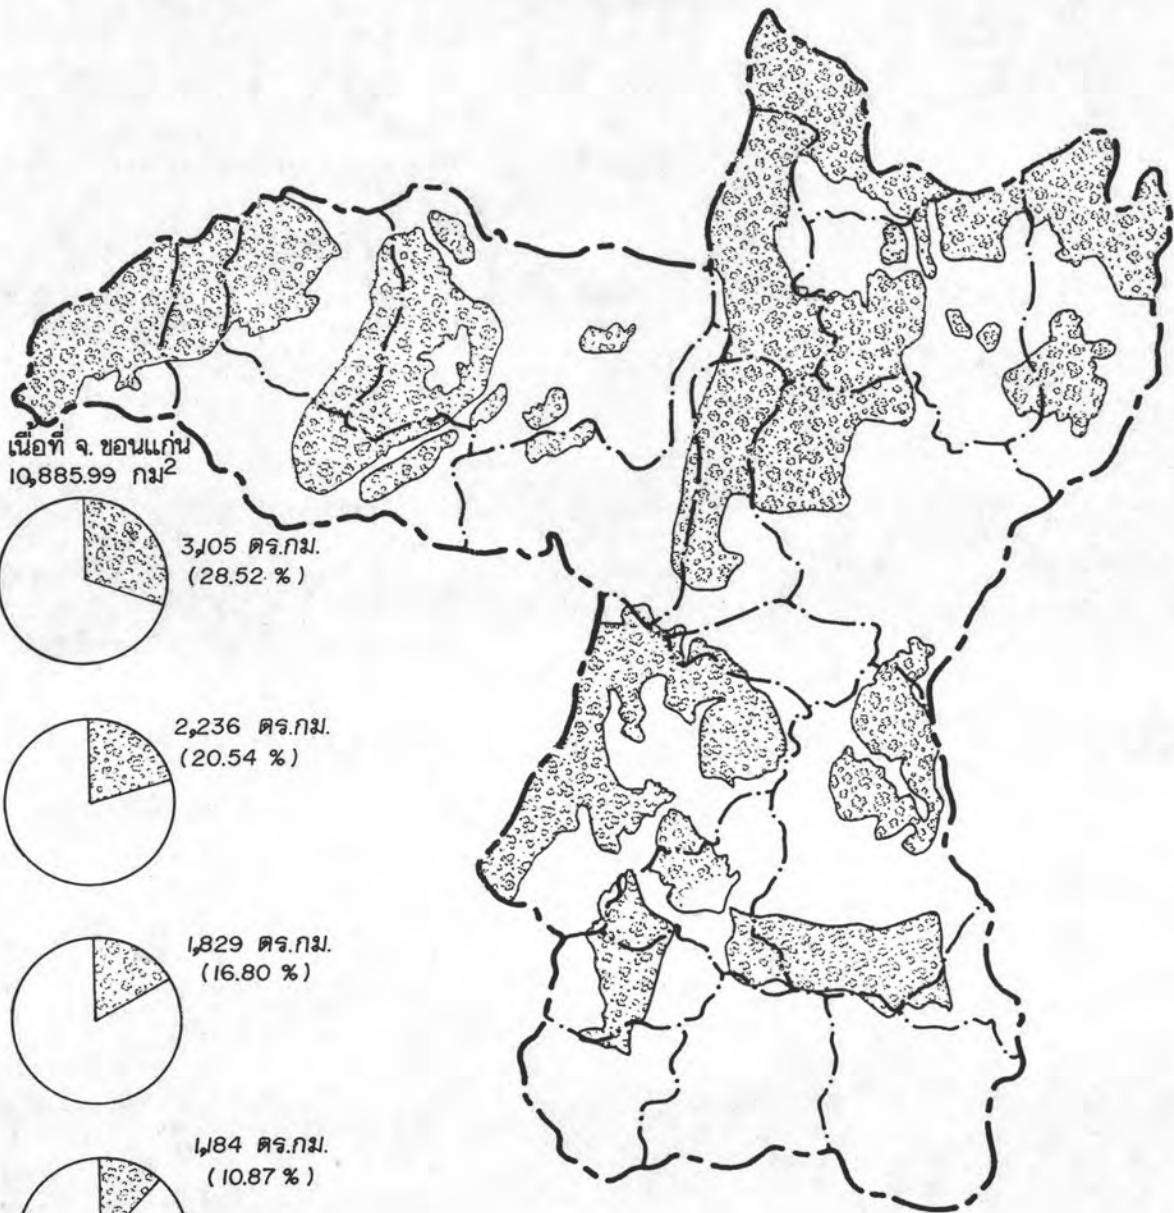 เนื้อที่ จ. ขอนแก่น
10,885.99 กม²
3,105 ตร.กม.
(28.52 %)
2,236 ตร.กม.
(20.54 %)
1,829 ตร.กม.
(16.80 %)
1,184 ตร.กม.
(10.87 %)